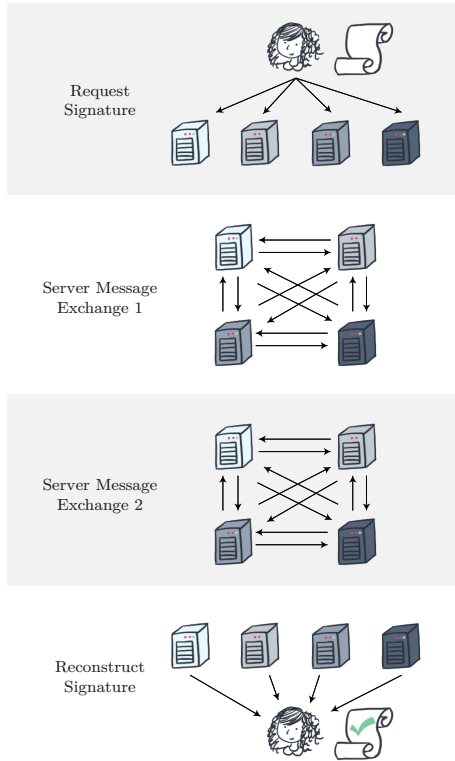 Request
Signature
Server Message
Exchange 1
Server Message
Exchange 2
Reconstruct
Signature